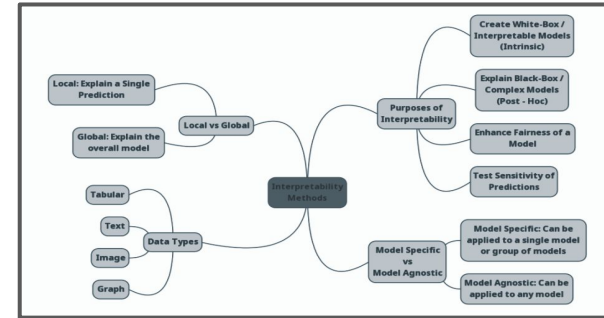 Interpretability
Methods
Local vs Global
Local: Explain a Single
Prediction
Global: Explain the
overall model
Data Types
Tabular
Text
Image
Graph
Purposes of
Interpretability
Create White-Box /
Interpretable Models
(Intrinsic)
Explain Black-Box /
Complex Models
(Post - Hoc)
Enhance Fairness of a
Model
Test Sensitivity of
Predictions
Model Specific
vs
Model Agnostic
Model Specific: Can be
applied to a single model
or group of models
Model Agnostic: Can be
applied to any model